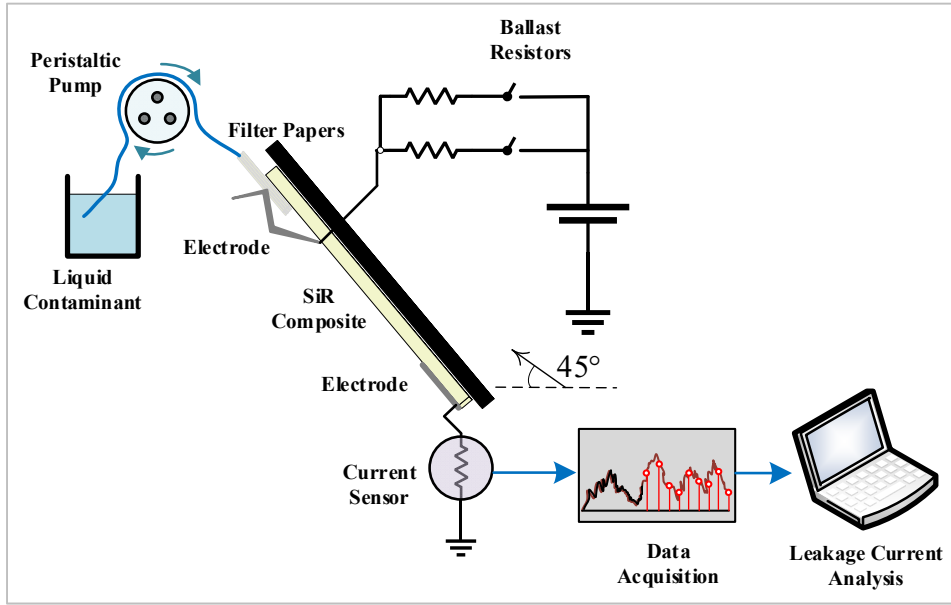 Ballast
Resistors
Peristaltic
Pump
Filter Papers
Electrode
Liquid
Contaminant
SiR
Composite
45°
Electrode
Current
Sensor
Data
Acquisition
Leakage Current
Analysis